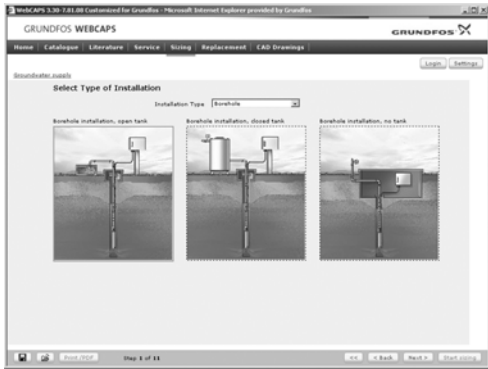 WebCAPS 3.30-7.81.08 Customized for Grundfos - Microsoft Internet Explorer provided by Grundfos
GRUNDFOS WEBCAPS
GRUNDFOS
Home Catalogue Literature Service Sizing Replacement CAD Drawings
Login Settings
Groundwater supply
Select Type of Installation
Installation Type Borehole
Borehole installation, open tank Borehole installation, closed tank Borehole installation, no tank
Print/PDF Step 1 of 11 << < Back Next > Start sizing